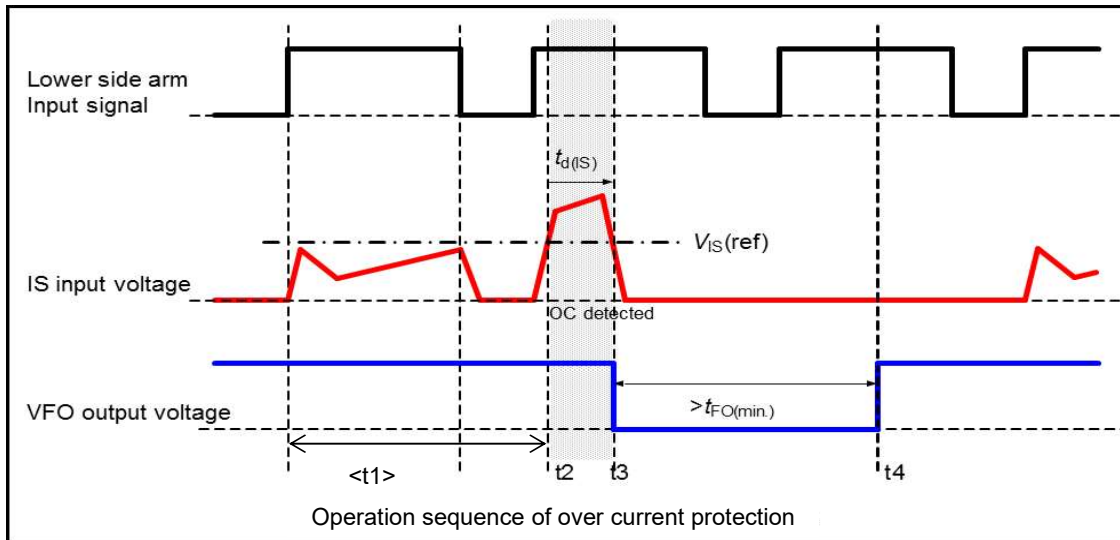 Lower side arm
Input signal
td(IS)
VIS(ref)
IS input voltage
OC detected
VFO output voltage
>tFO(min.)
<t1>
t2
t3
t4
Operation sequence of over current protection